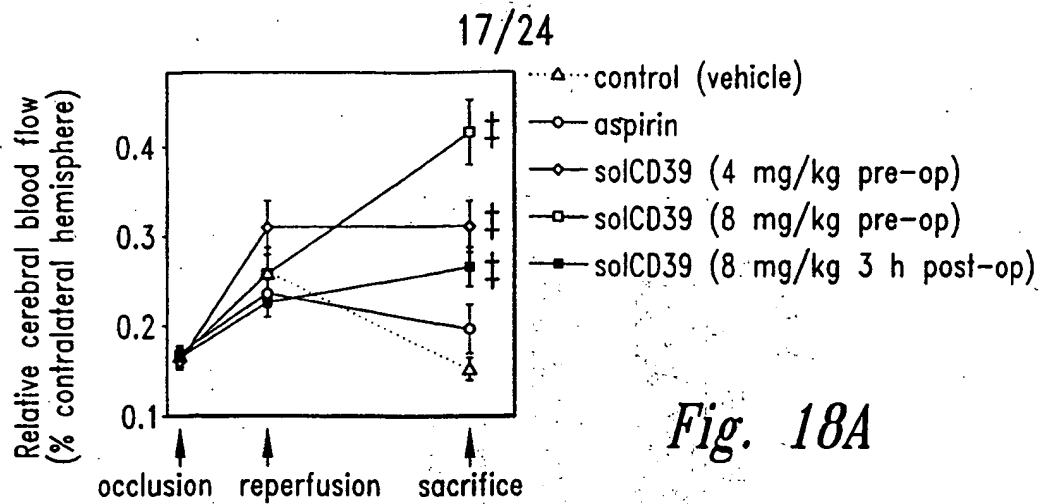 17/24
Relative cerebral blood flow
(% contralateral hemisphere)
0.4
0.3
0.2
0.1
‡
‡
‡
control (vehicle)
aspirin
solCD39 (4 mg/kg pre-op)
solCD39 (8 mg/kg pre-op)
solCD39 (8 mg/kg 3 h post-op)
occlusion reperfusion sacrifice
Fig. 18A